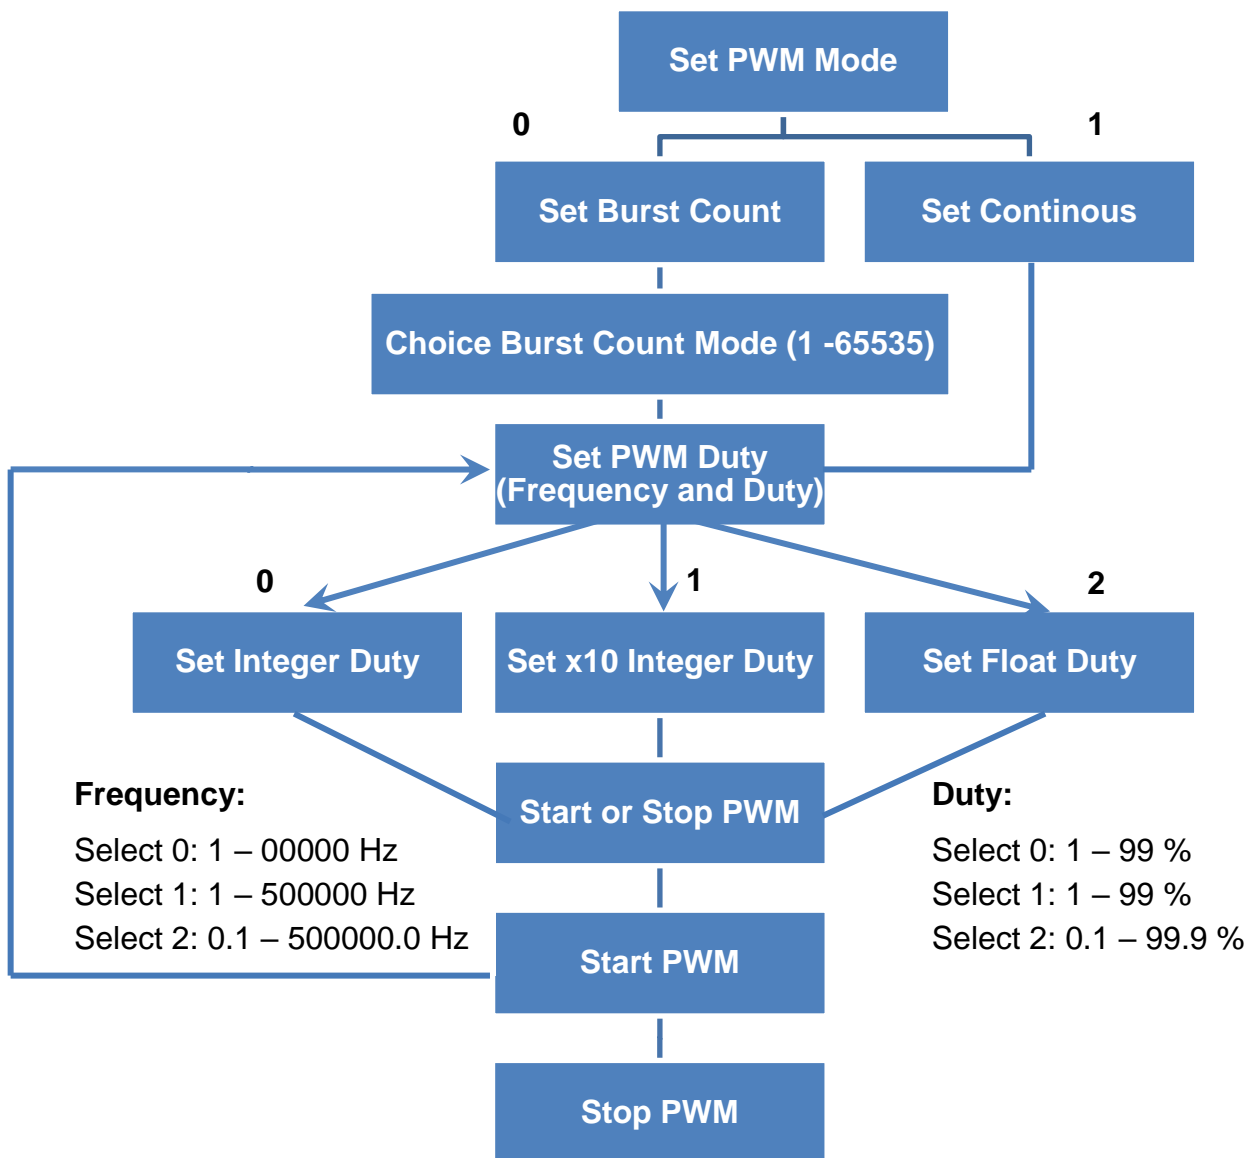 Set PWM Mode
0
1
Set Burst Count
Set Continous
Choice Burst Count Mode (1 -65535)
Set PWM Duty
(Frequency and Duty)
0
1
2
Set Integer Duty
Set x10 Integer Duty
Set Float Duty
Frequency:
Select 0: 1 – 00000 Hz
Select 1: 1 – 500000 Hz
Select 2: 0.1 – 500000.0 Hz
Start or Stop PWM
Duty:
Select 0: 1 – 99 %
Select 1: 1 – 99 %
Select 2: 0.1 – 99.9 %
Start PWM
Stop PWM